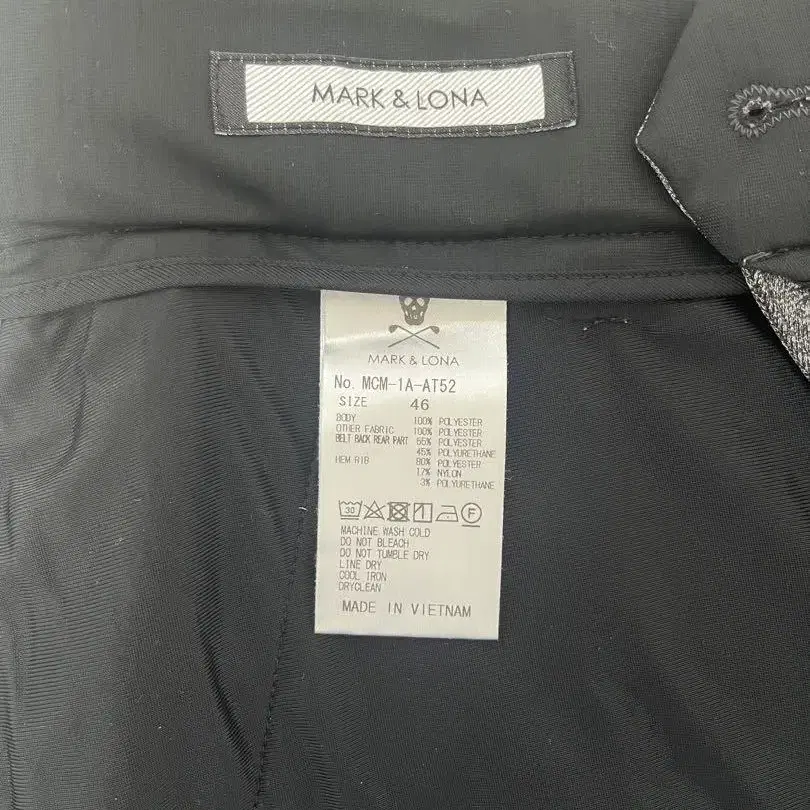 MARK & LONA
MARK & LONA
No. MCM-1A-AT52
SIZE 46
BODY 100% POLYESTER
OTHER FABRIC 100% POLYESTER
BELT BACK REAR PART 55% POLYESTER
45% POLYURETHANE
HEM RIB 80% POLYESTER
17% NYLON
3% POLYURETHANE
30 F
MACHINE WASH COLD
DO NOT BLEACH
DO NOT TUMBLE DRY
LINE DRY
COOL IRON
DRYCLEAN
MADE IN VIETNAM